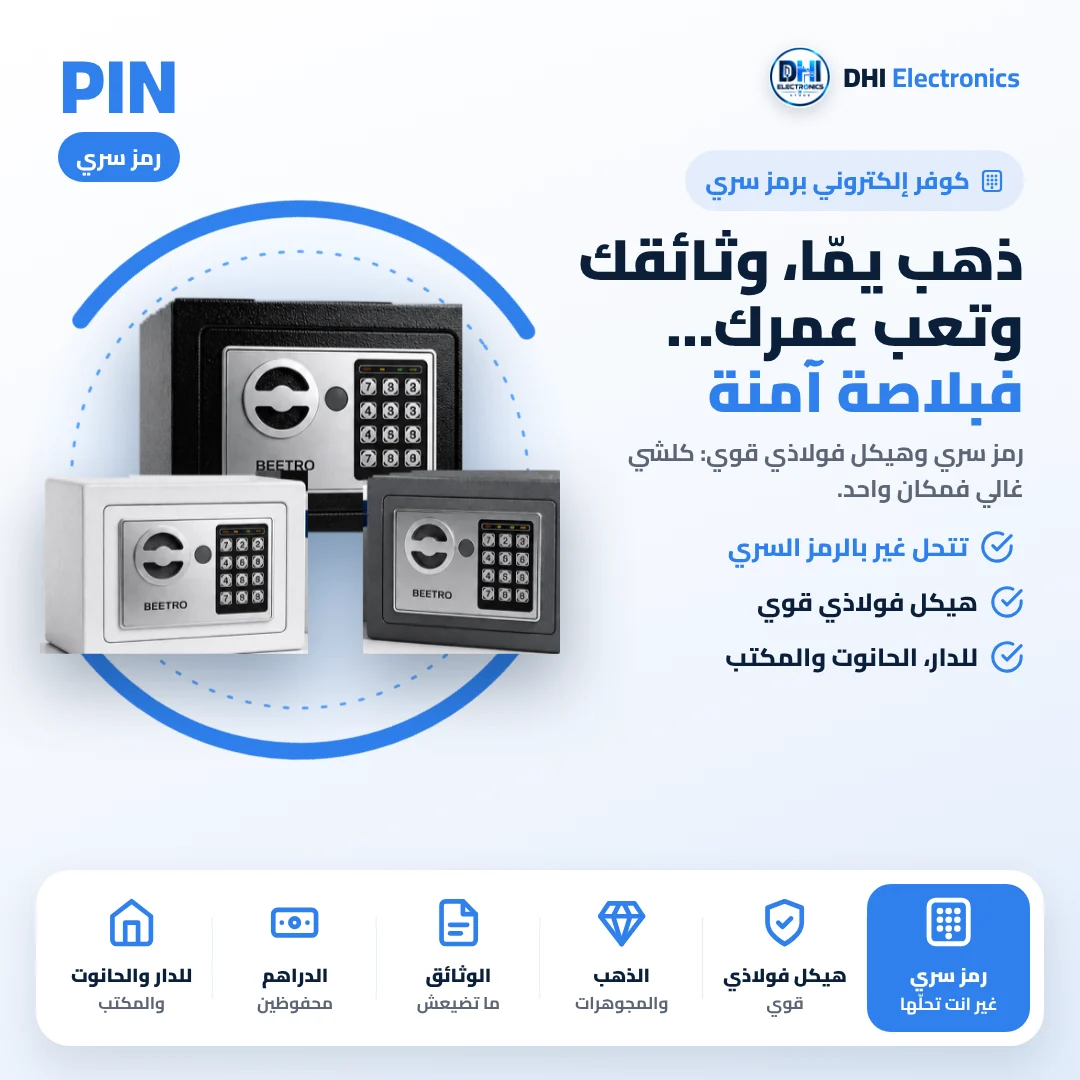 PIN
رمز سري
DHI
ELECTRONICS
DHI Electronics
كوفر إلكتروني برمز سري
ذهب يمّا، وثائقك
وتعب عمرك...
فبلاصة آمنة
رمز سري وهيكل فولاذي قوي: كلشي
غالي فمكان واحد.
تتحل غير بالرمز السري
هيكل فولاذي قوي
للدار، الحانوت والمكتب
BEETRO
BEETRO
BEETRO
رمز سري
غير انت تحلّها
هيكل فولاذي
قوي
الذهب
والمجوهرات
الوثائق
ما تضيعش
الدراهم
محفوظين
للدار والحانوت
والمكتب